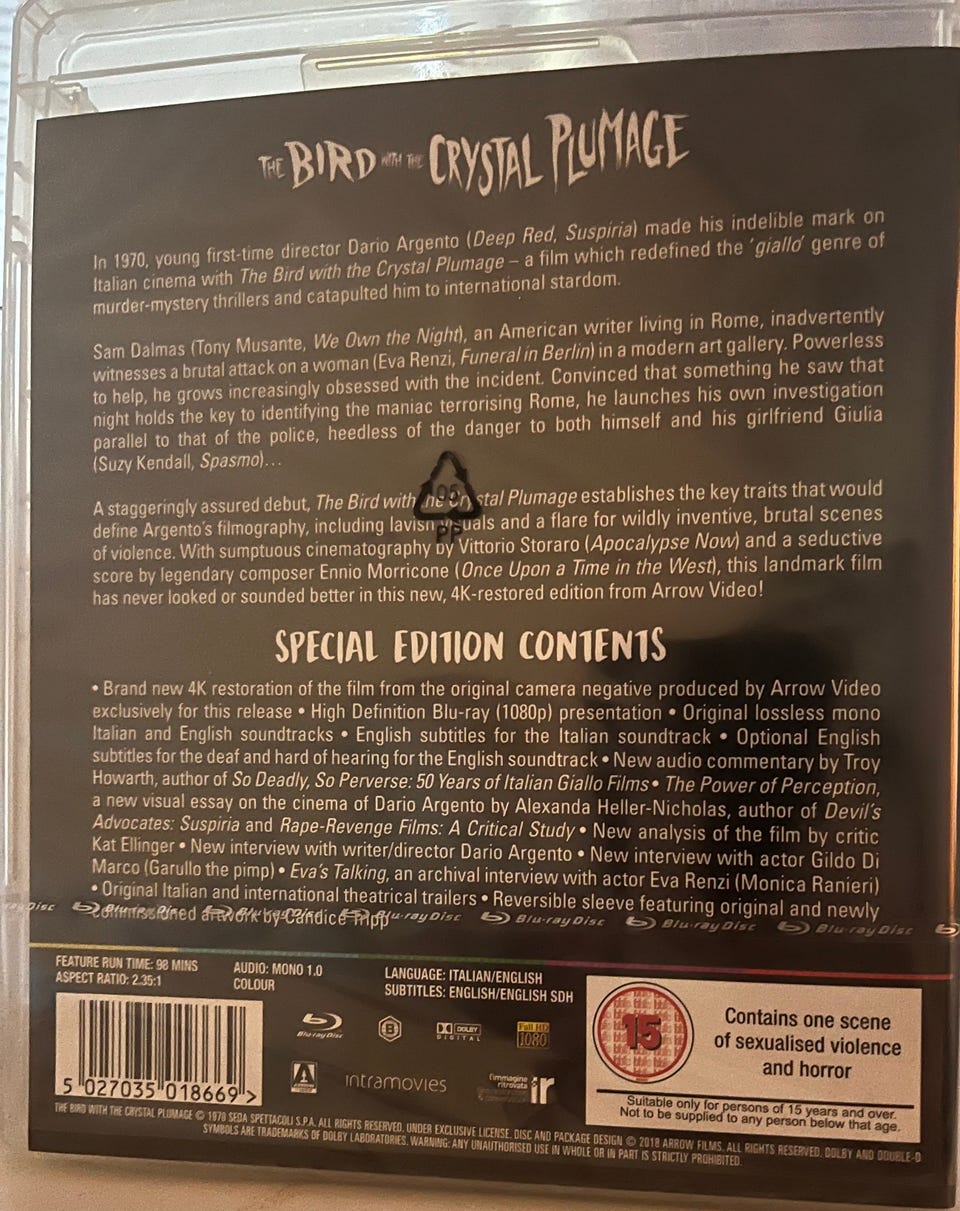 THE BIRD WITH THE CRYSTAL PLUMAGE
In 1970, young first-time director Dario Argento (Deep Red, Suspiria) made his indelible mark on
Italian cinema with The Bird with the Crystal Plumage – a film which redefined the 'giallo' genre of
murder-mystery thrillers and catapulted him to international stardom.
Sam Dalmas (Tony Musante, We Own the Night), an American writer living in Rome, inadvertently
witnesses a brutal attack on a woman (Eva Renzi, Funeral in Berlin) in a modern art gallery. Powerless
to help, he grows increasingly obsessed with the incident. Convinced that something he saw that
night holds the key to identifying the maniac terrorising Rome, he launches his own investigation
parallel to that of the police, heedless of the danger to both himself and his girlfriend Giulia
(Suzy Kendall, Spasmo)...
A staggeringly assured debut, The Bird with the Crystal Plumage establishes the key traits that would
define Argento's filmography, including lavish visuals and a flare for wildly inventive, brutal scenes
of violence. With sumptuous cinematography by Vittorio Storaro (Apocalypse Now) and a seductive
score by legendary composer Ennio Morricone (Once Upon a Time in the West), this landmark film
has never looked or sounded better in this new, 4K-restored edition from Arrow Video!
PP
SPECIAL EDITION CONTENTS
• Brand new 4K restoration of the film from the original camera negative produced by Arrow Video
exclusively for this release • High Definition Blu-ray (1080p) presentation • Original lossless mono
Italian and English soundtracks • English subtitles for the Italian soundtrack • Optional English
subtitles for the deaf and hard of hearing for the English soundtrack • New audio commentary by Troy
Howarth, author of So Deadly, So Perverse: 50 Years of Italian Giallo Films • The Power of Perception,
a new visual essay on the cinema of Dario Argento by Alexanda Heller-Nicholas, author of Devil's
Advocates: Suspiria and Rape-Revenge Films: A Critical Study • New analysis of the film by critic
Kat Ellinger • New interview with writer/director Dario Argento • New interview with actor Gildo Di
Marco (Garullo the pimp) • Eva's Talking, an archival interview with actor Eva Renzi (Monica Ranieri)
• Original Italian and international theatrical trailers • Reversible sleeve featuring original and newly
commissioned artwork by Candice Tripp
Blu-ray Disc Blu-ray Disc Blu-ray Disc Blu-ray Disc
FEATURE RUN TIME: 98 MINS
ASPECT RATIO: 2.35:1
AUDIO: MONO 1.0
COLOUR
LANGUAGE: ITALIAN/ENGLISH
SUBTITLES: ENGLISH/ENGLISH SDH
Blu-ray Disc
B
DOLBY
DIGITAL
Full HD
1080
ARROW
intramovies
l'immagine
ritrovata
ir
5 027035 018669 >
15
Contains one scene
of sexualised violence
and horror
Suitable only for persons of 15 years and over.
Not to be supplied to any person below that age.
THE BIRD WITH THE CRYSTAL PLUMAGE © 1970 SEDA SPETTACOLI S.P.A. ALL RIGHTS RESERVED. UNDER EXCLUSIVE LICENSE. DISC AND PACKAGE DESIGN © 2018 ARROW FILMS. ALL RIGHTS RESERVED. DOLBY AND DOUBLE-D
SYMBOLS ARE TRADEMARKS OF DOLBY LABORATORIES. WARNING: ANY UNAUTHORISED USE IN WHOLE OR IN PART IS STRICTLY PROHIBITED.